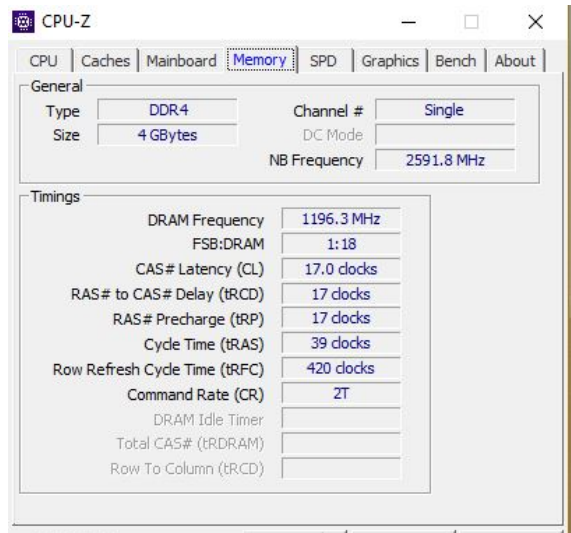 CPU-Z
CPU Caches Mainboard Memory SPD Graphics Bench About
General
Type DDR4 Channel # Single
Size 4 GBytes DC Mode
NB Frequency 2591.8 MHz
Timings
DRAM Frequency 1196.3 MHz
FSB:DRAM 1:18
CAS# Latency (CL) 17.0 clocks
RAS# to CAS# Delay (tRCD) 17 clocks
RAS# Precharge (tRP) 17 clocks
Cycle Time (tRAS) 39 clocks
Row Refresh Cycle Time (tRFC) 420 clocks
Command Rate (CR) 2T
DRAM Idle Timer
Total CAS# (tRDRAM)
Row To Column (tRCD)